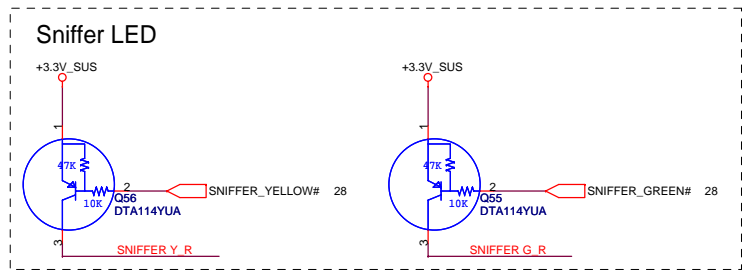 Sniffer LED
+3.3V_SUS
+3.3V_SUS
1
1
47K
47K
2
SNIFFER_YELLOW# 28
2
SNIFFER_GREEN# 28
10K
Q56
10K
Q55
DTA114YUA
DTA114YUA
3
SNIFFER Y_R
3
SNIFFER G_R